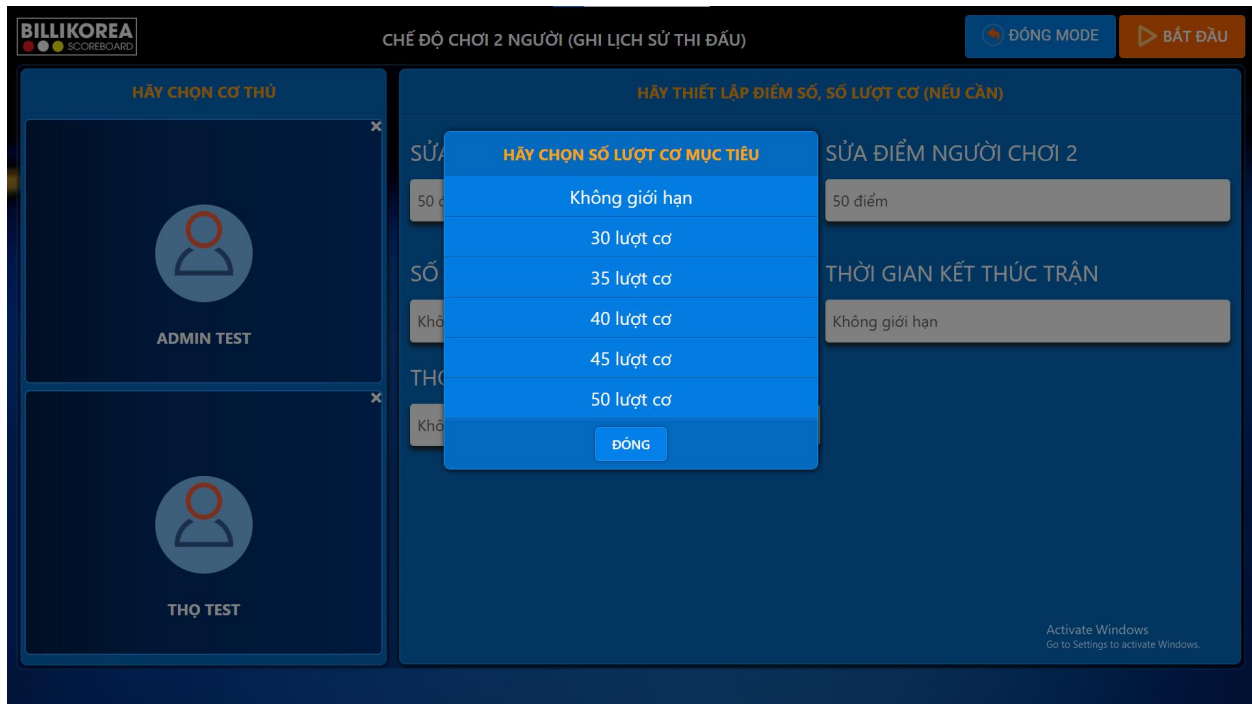 BILLIKOREA
SCOREBOARD
CHẾ ĐỘ CHƠI 2 NGƯỜI (GHI LỊCH SỬ THI ĐẤU)
ĐÓNG MODE
BẮT ĐẦU
HÃY CHỌN CƠ THỦ
ADMIN TEST
THỌ TEST
HÃY THIẾT LẬP ĐIỂM SỐ, SỐ LƯỢT CƠ (NẾU CẦN)
SỬA ĐIỂM NGƯỜI CHƠI 2
50
50 điểm
SỐ
THỜI GIAN KẾT THÚC TRẬN
Không giới hạn
HÃY CHỌN SỐ LƯỢT CƠ MỤC TIÊU
Không giới hạn
30 lượt cơ
35 lượt cơ
40 lượt cơ
45 lượt cơ
50 lượt cơ
ĐÓNG
Activate Windows
Go to Settings to activate Windows.